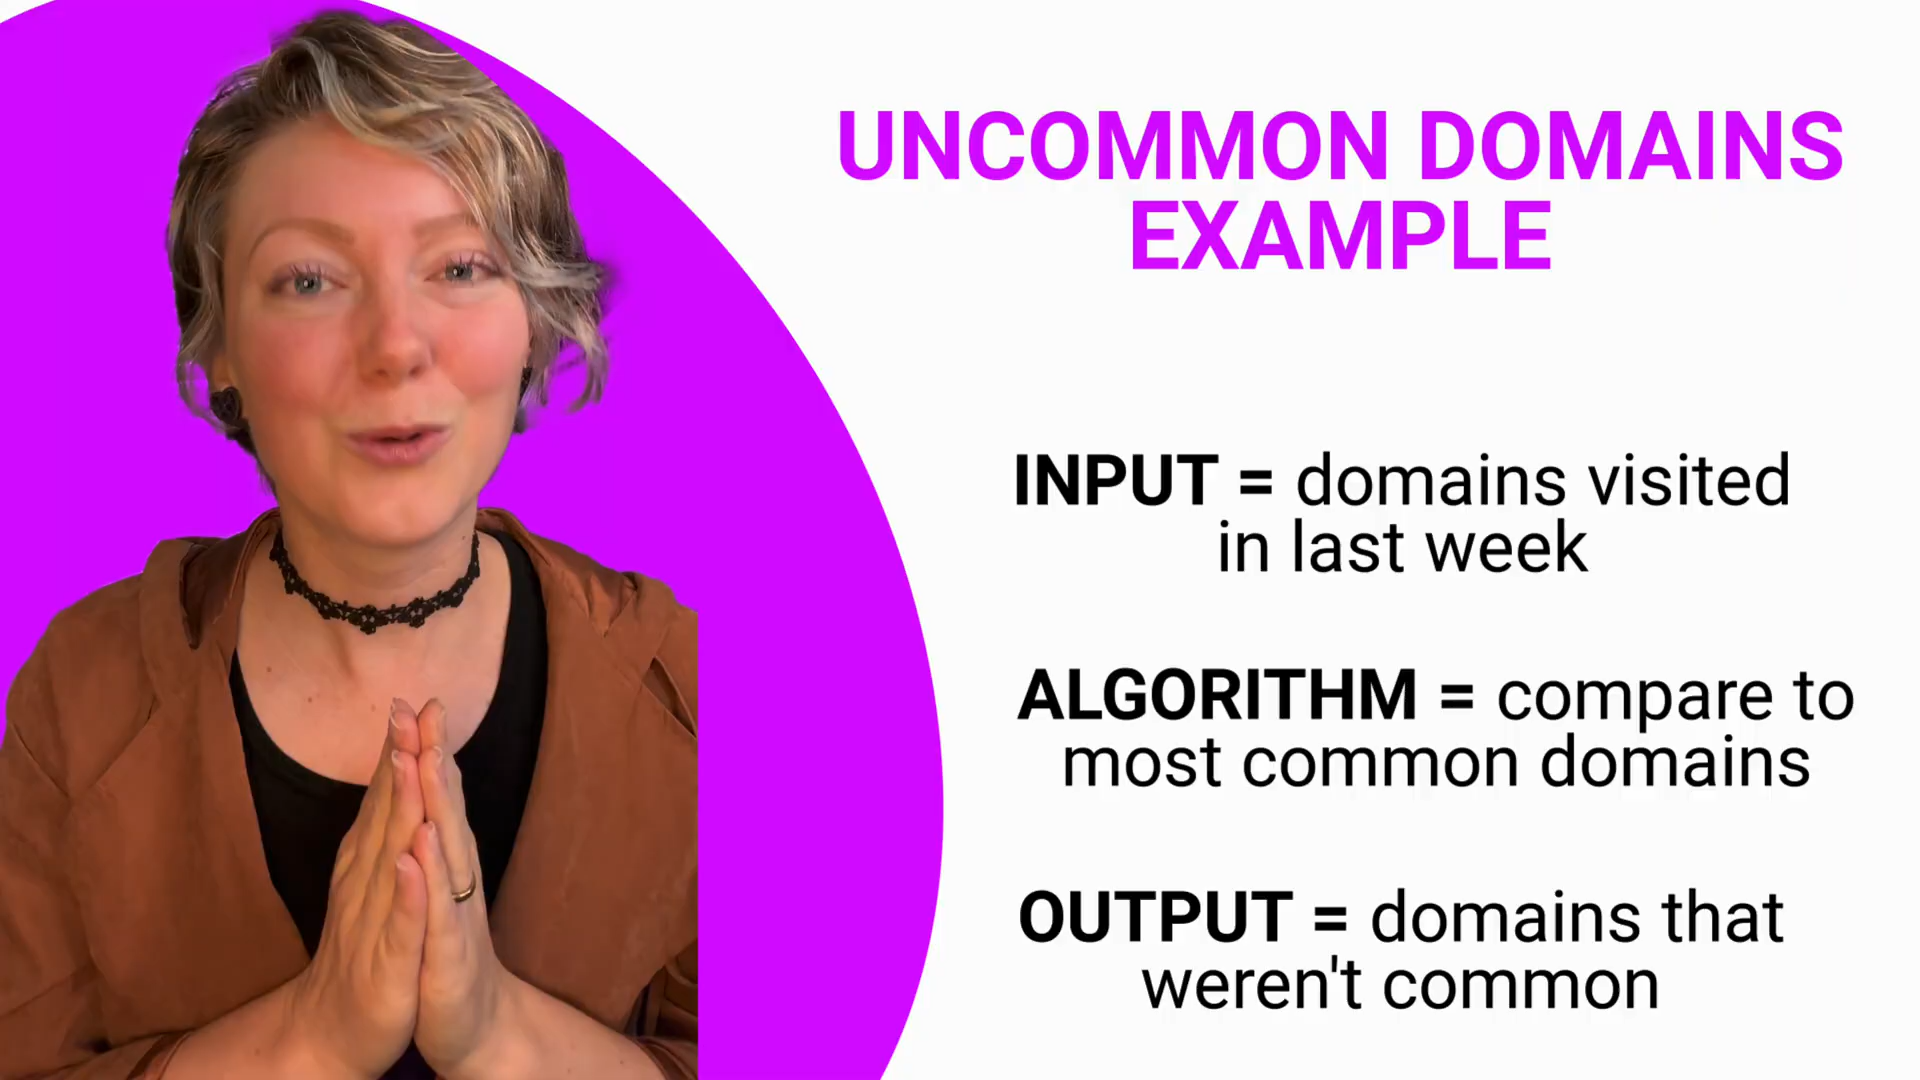 UNCOMMON DOMAINS
EXAMPLE
INPUT = domains visited
in last week
ALGORITHM = compare to
most common domains
OUTPUT = domains that
weren't common